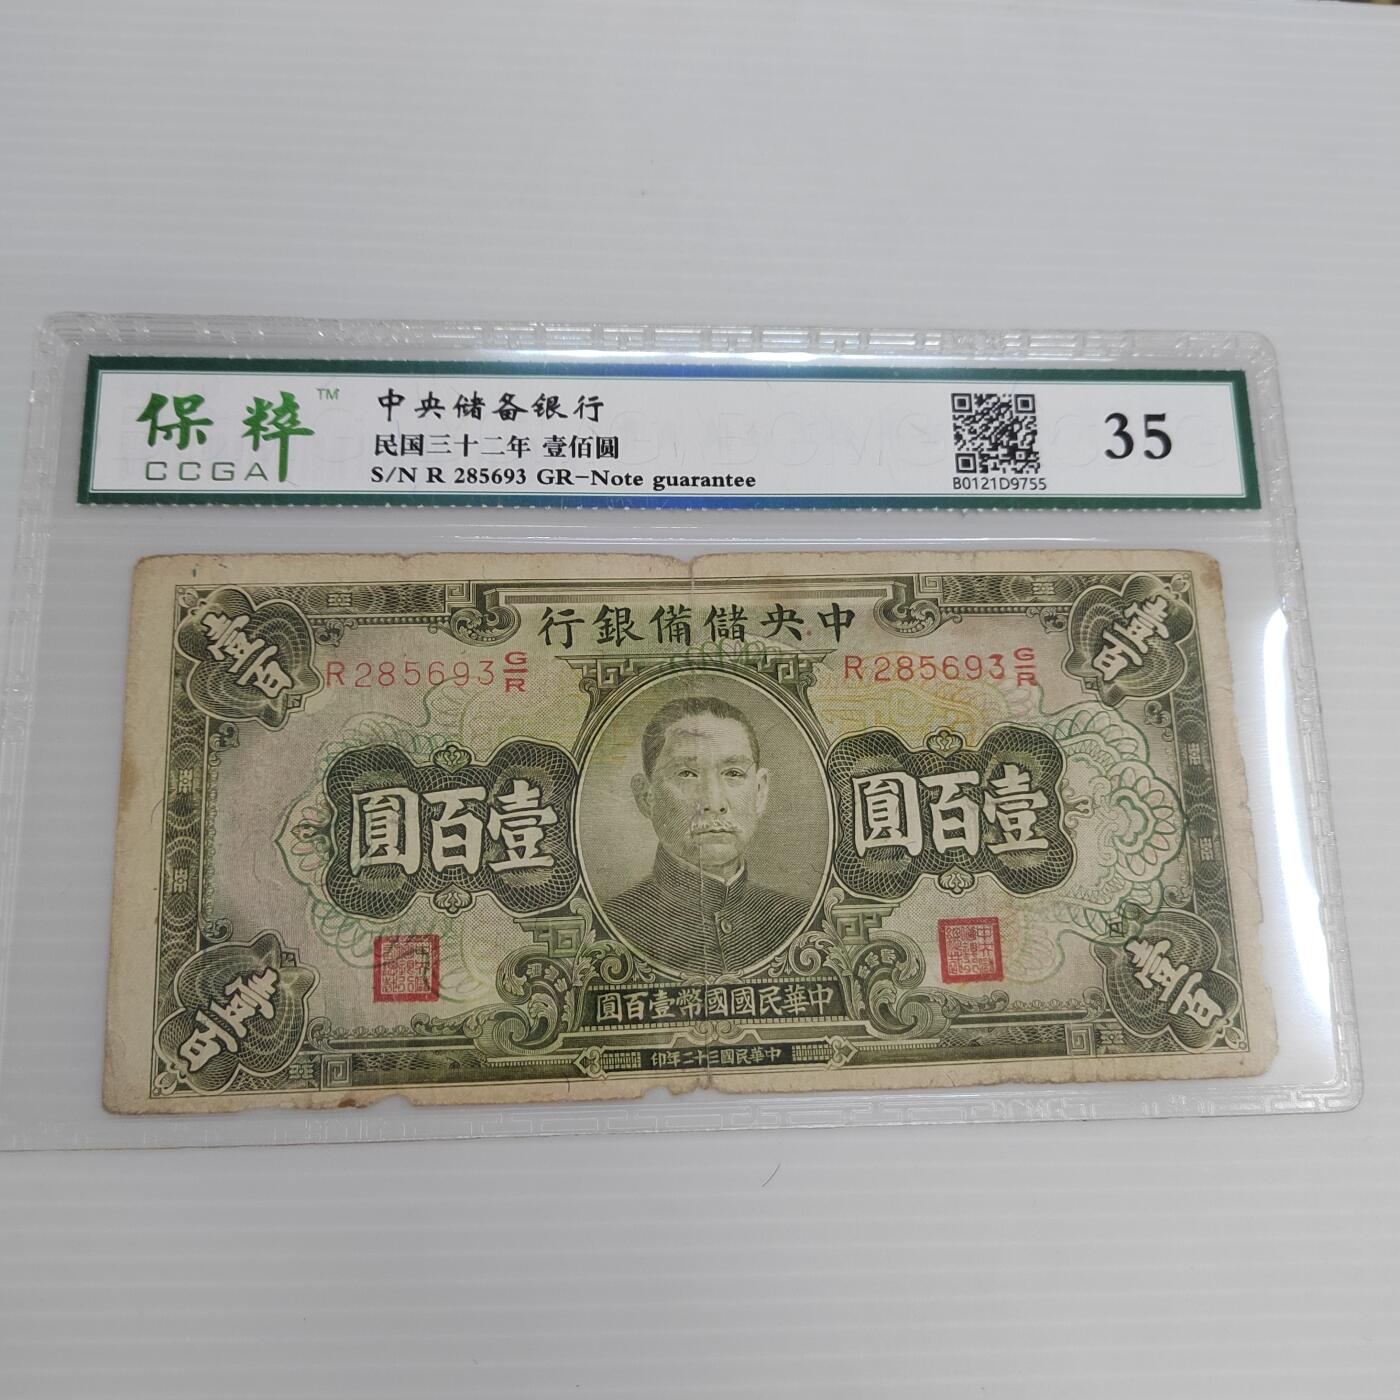 保粹™
CCGA
中央储备银行
民国三十二年 壹佰圆
S/N R 285693 GR-Note guarantee
B0121D9755
35
行銀備儲央中
壹百
壹百
R285693 G/R
R285693 G/R
圓百壹
圓百壹
圓百壹幣國國民華中
印年二十三國民華中
壹百
壹百